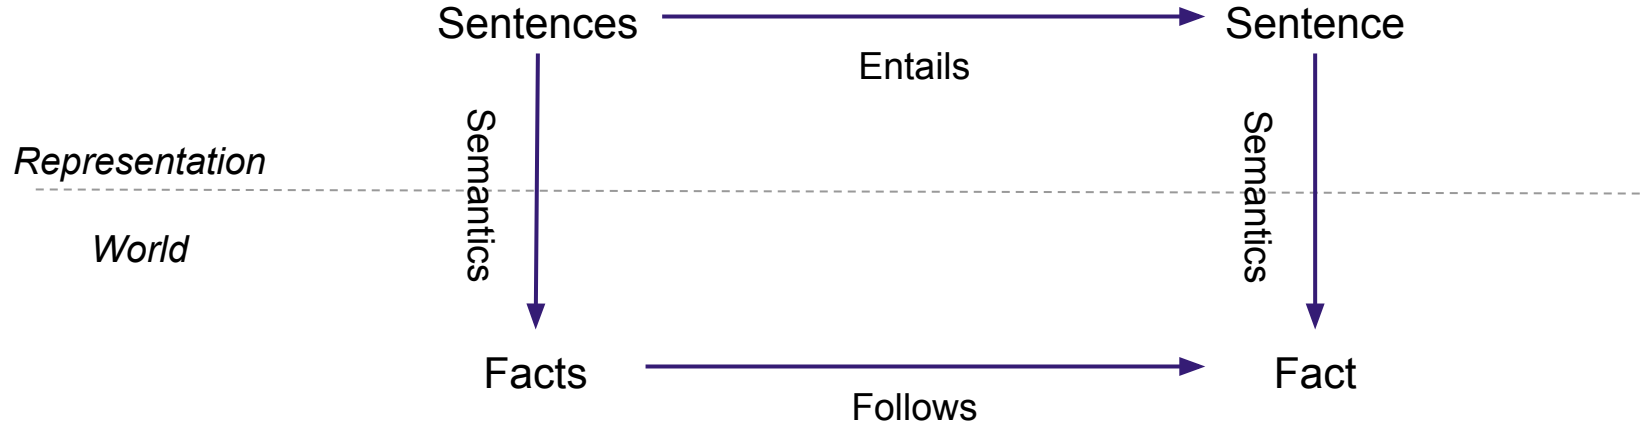 Sentences
Sentence
Entails
Semantics
Semantics
Representation
World
Facts
Fact
Follows